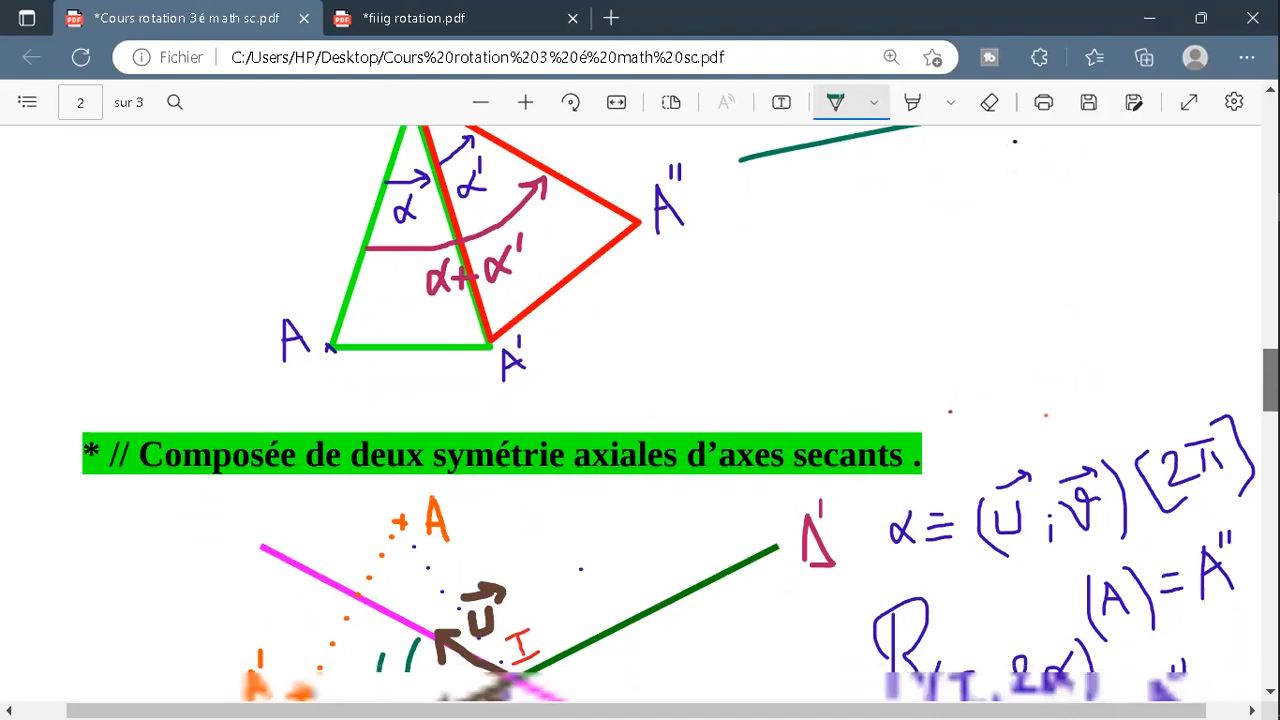 *Cours rotation 3é math sc.pdf
*fiiig rotation.pdf
Fichier
C:/Users/HP/Desktop/Cours%20rotation%203%20é%20math%20sc.pdf
2 sur 3
α
α'
A''
α+α'
A
A'
* // Composée de deux symétrie axiales d’axes secants .
α ≡ (U⃗ ; V⃗) [2π]
A
Δ'
(A) = A''
U⃗
I
R(I, 2α)
A'